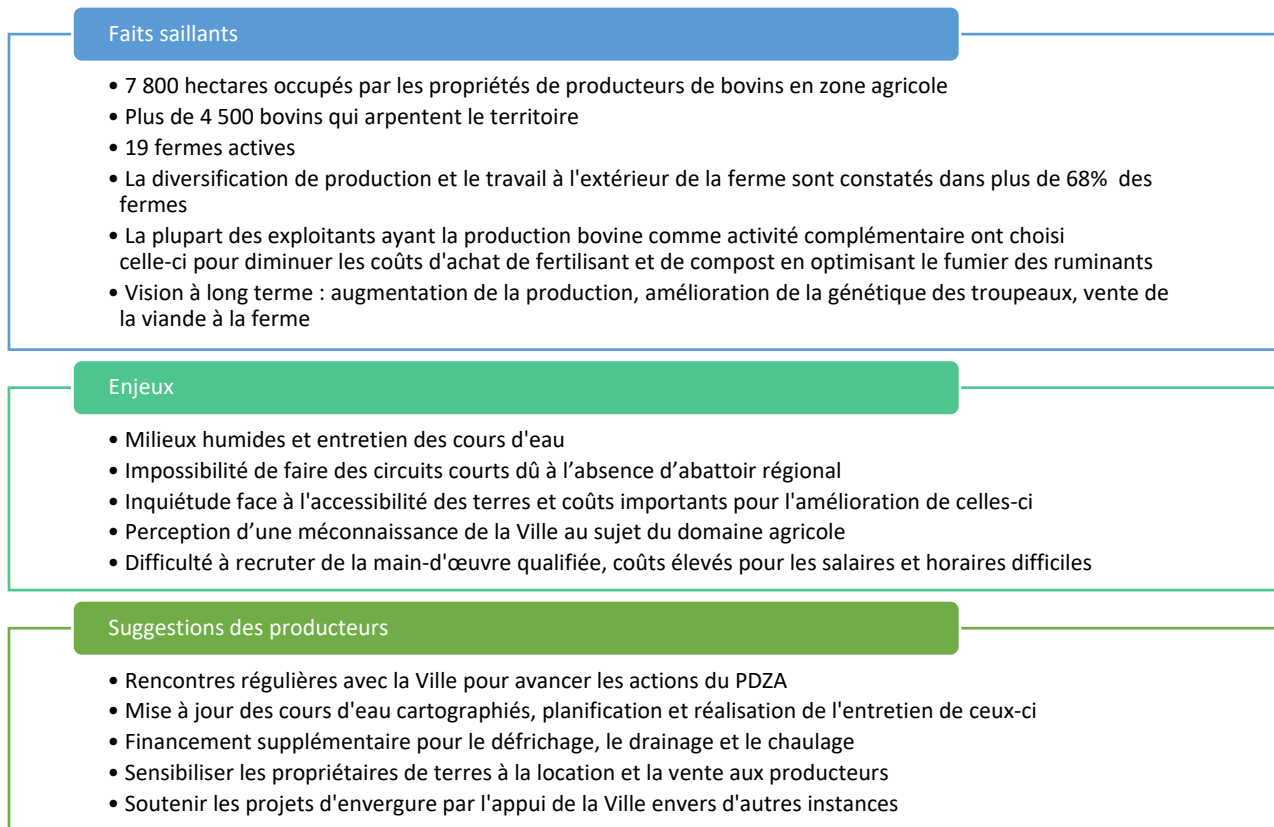 Faits saillants
• 7 800 hectares occupés par les propriétés de producteurs de bovins en zone agricole
• Plus de 4 500 bovins qui arpentent le territoire
• 19 fermes actives
• La diversification de production et le travail à l'extérieur de la ferme sont constatés dans plus de 68% des
fermes
• La plupart des exploitants ayant la production bovine comme activité complémentaire ont choisi
celle-ci pour diminuer les coûts d'achat de fertilisant et de compost en optimisant le fumier des ruminants
• Vision à long terme : augmentation de la production, amélioration de la génétique des troupeaux, vente de
la viande à la ferme
Enjeux
• Milieux humides et entretien des cours d'eau
• Impossibilité de faire des circuits courts dû à l’absence d’abattoir régional
• Inquiétude face à l'accessibilité des terres et coûts importants pour l'amélioration de celles-ci
• Perception d’une méconnaissance de la Ville au sujet du domaine agricole
• Difficulté à recruter de la main-d'œuvre qualifiée, coûts élevés pour les salaires et horaires difficiles
Suggestions des producteurs
• Rencontres régulières avec la Ville pour avancer les actions du PDZA
• Mise à jour des cours d'eau cartographiés, planification et réalisation de l'entretien de ceux-ci
• Financement supplémentaire pour le défrichage, le drainage et le chaulage
• Sensibiliser les propriétaires de terres à la location et la vente aux producteurs
• Soutenir les projets d'envergure par l'appui de la Ville envers d'autres instances